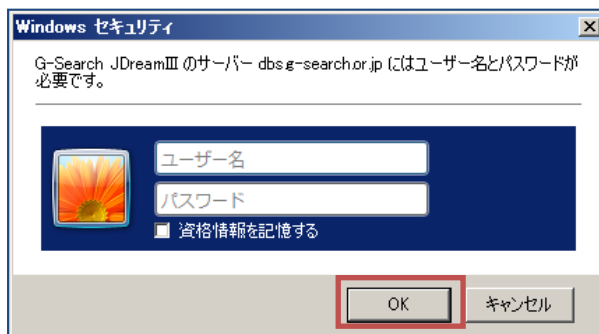 Windows セキュリティ
G-Search JDreamⅢ のサーバー dbs.g-search.or.jp にはユーザー名とパスワードが
必要です。
ユーザー名
パスワード
資格情報を記憶する
OK キャンセル